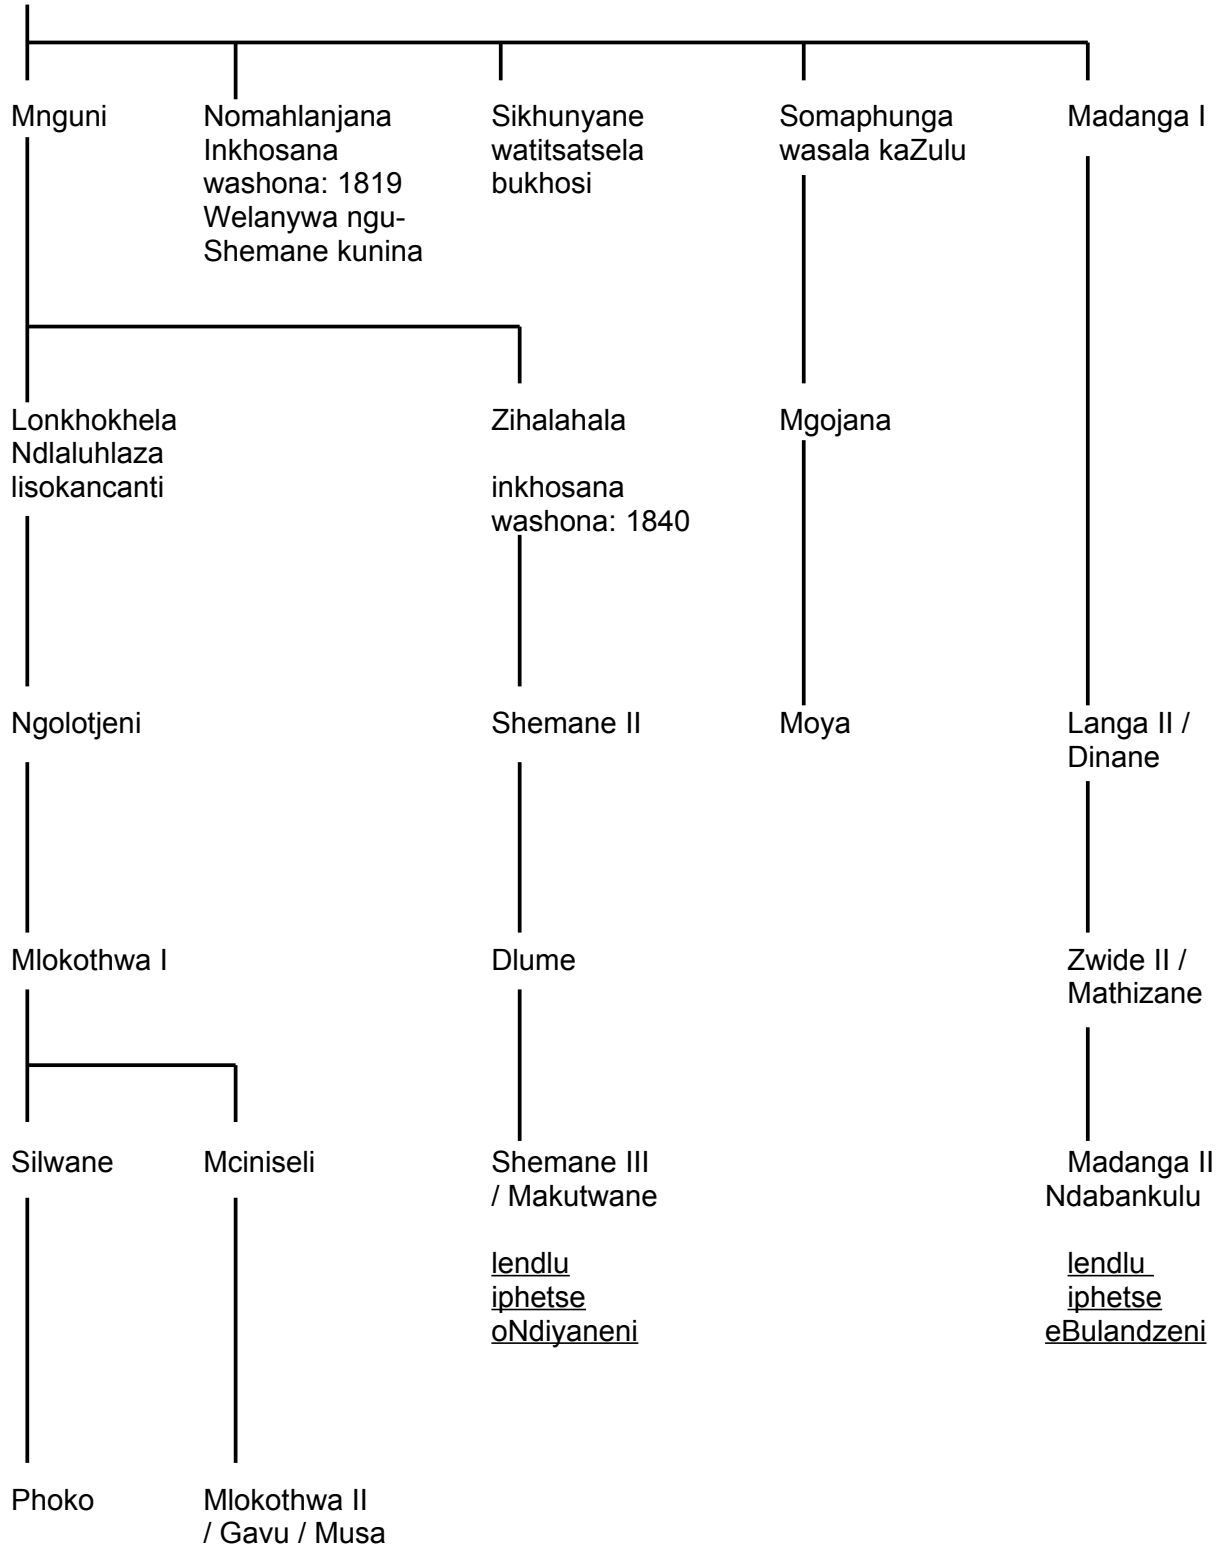 Mnguni
Nomahlanjana
Inkhosana
washona: 1819
Welanywa ngu-
Shemane kunina
Sikhunyane
watitsatsela
bukhosi
Somaphunga
wasala kaZulu
Madanga I
Lonkhokhela
Ndlaluhlaza
lisokancanti
Zihalahala
inkhosana
washona: 1840
Mgojana
Ngolotjeni
Shemane II
Moya
Langa II /
Dinane
Mlokothwa I
Dlume
Zwide II /
Mathizane
Silwane
Mciniseli
Shemane III
/ Makutwane
lendlu
iphetse
oNdiyaneni
Madanga II
Ndabankulu
lendlu
iphetse
eBulandzeni
Phoko
Mlokothwa II
/ Gavu / Musa